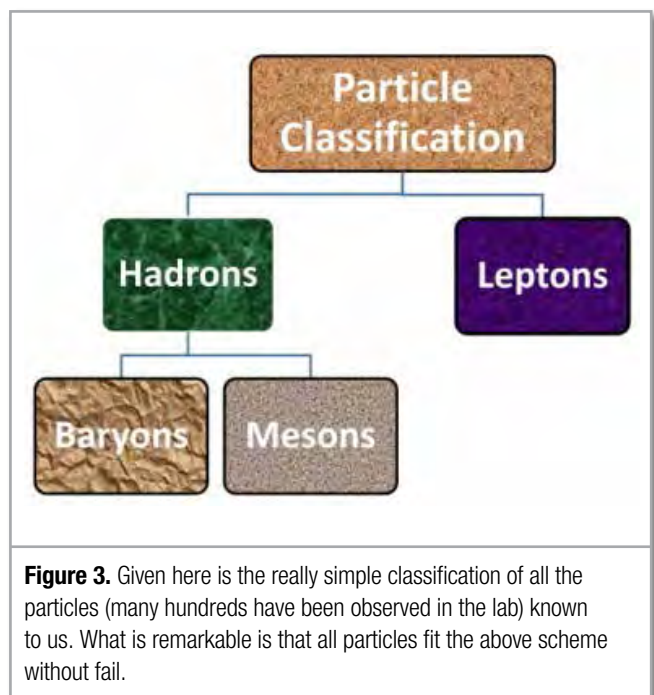 Particle
Classification
Hadrons
Leptons
Baryons
Mesons
Figure 3. Given here is the really simple classification of all the
particles (many hundreds have been observed in the lab) known
to us. What is remarkable is that all particles fit the above scheme
without fail.